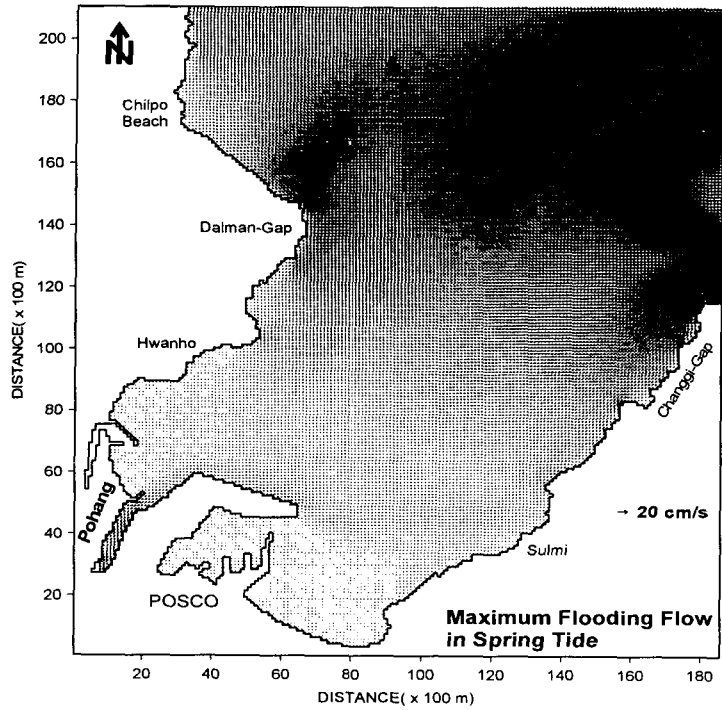 N
Chilpo
Beach
Dalman-Gap
Hwanho
Pohang
POSCO
Sulmi
Changgi-Gap
→ 20 cm/s
Maximum Flooding Flow
in Spring Tide
DISTANCE( x 100 m)
200
180
160
140
120
100
80
60
40
20
20 40 60 80 100 120 140 160 180
DISTANCE( x 100 m)